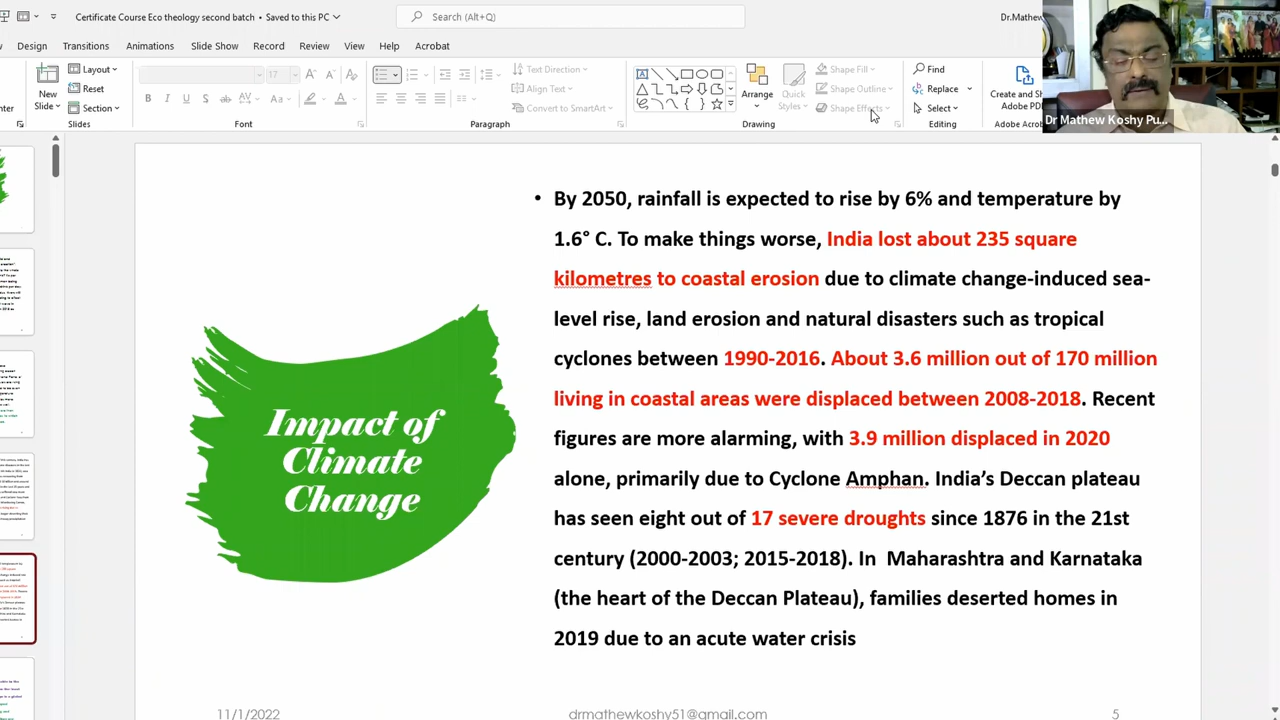 Certificate Course Eco theology second batch • Saved to this PC
Search (Alt+Q)
Dr.Mathew
Design Transitions Animations Slide Show Record Review View Help Acrobat
New Slide
Layout
Reset
Section
Slides
17
Font
Text Direction
Align Text
Convert to SmartArt
Paragraph
Arrange
Quick Styles
Shape Fill
Shape Outline
Shape Effects
Drawing
Find
Replace
Select
Editing
Create and Sh
Adobe PDF
Adobe Acro
Dr Mathew Koshy Pu...
Impact of
Climate
Change
• By 2050, rainfall is expected to rise by 6% and temperature by
1.6° C. To make things worse, India lost about 235 square
kilometres to coastal erosion due to climate change-induced sea-
level rise, land erosion and natural disasters such as tropical
cyclones between 1990-2016. About 3.6 million out of 170 million
living in coastal areas were displaced between 2008-2018. Recent
figures are more alarming, with 3.9 million displaced in 2020
alone, primarily due to Cyclone Amphan. India’s Deccan plateau
has seen eight out of 17 severe droughts since 1876 in the 21st
century (2000-2003; 2015-2018). In  Maharashtra and Karnataka
(the heart of the Deccan Plateau), families deserted homes in
2019 due to an acute water crisis
11/1/2022
drmathewkoshy51@gmail.com
5